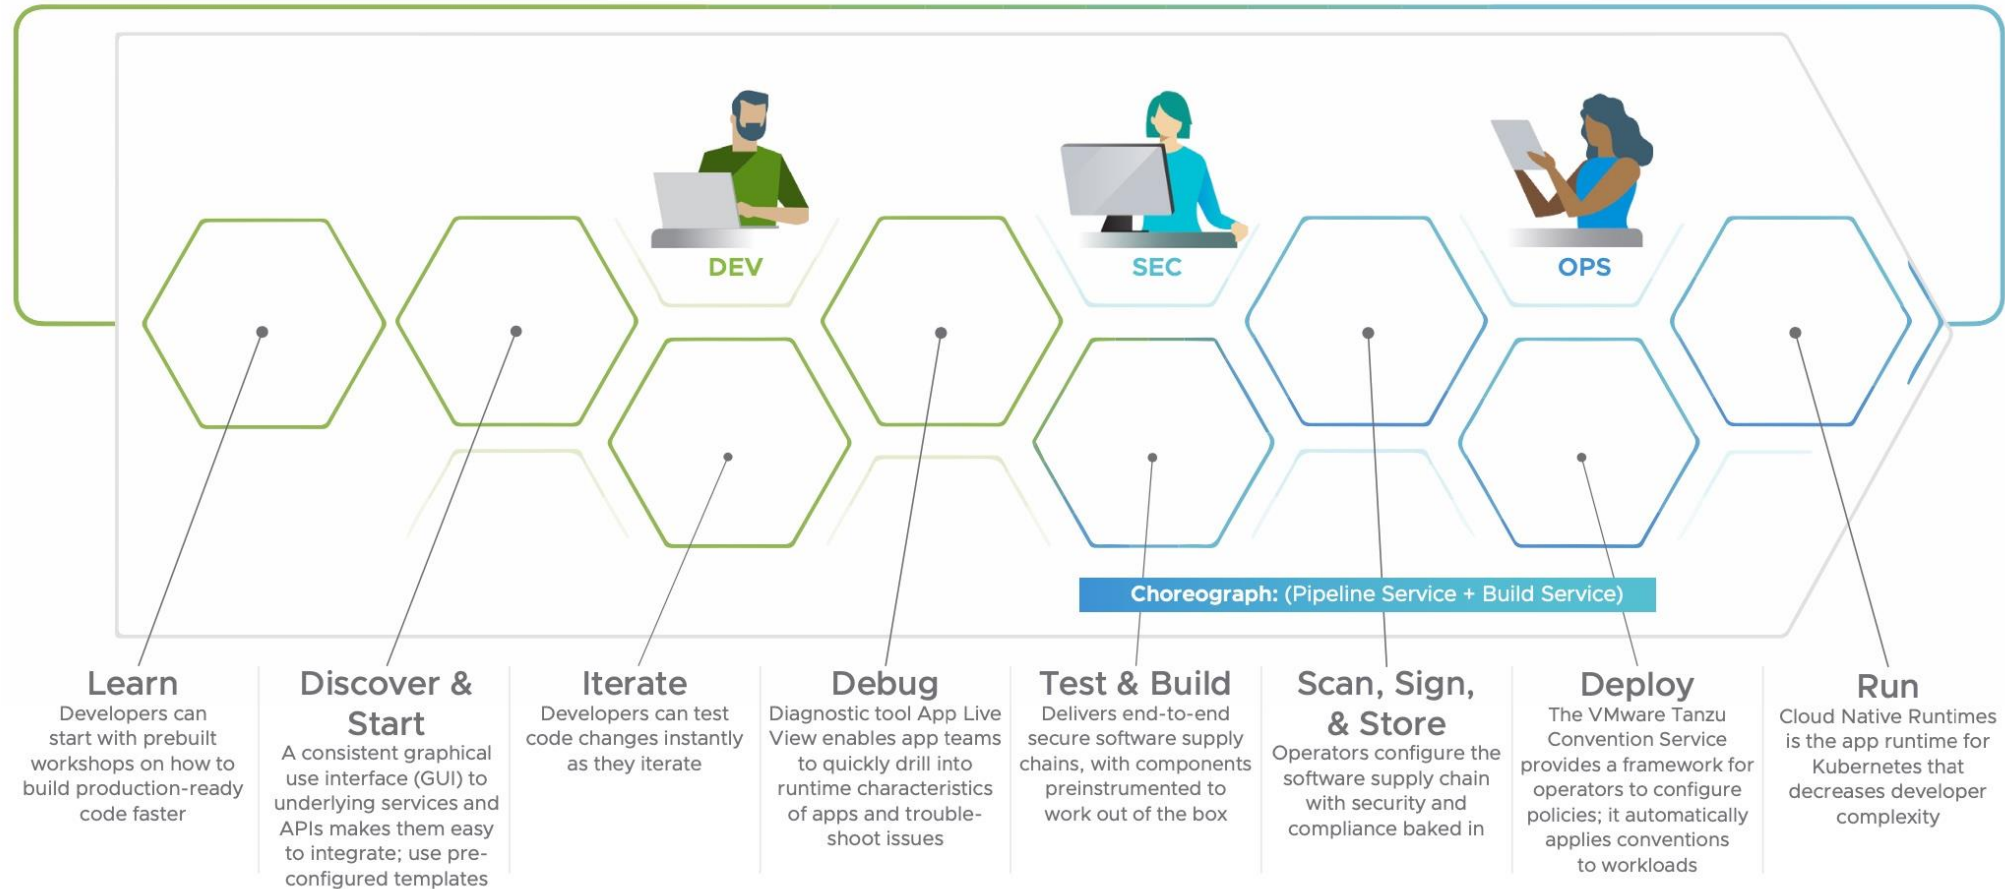 DEV
SEC
OPS
Choreograph: (Pipeline Service + Build Service)
Learn
Developers can
start with prebuilt
workshops on how to
build production-ready
code faster
Discover &
Start
A consistent graphical
use interface (GUI) to
underlying services and
APIs makes them easy
to integrate; use pre-
configured templates
Iterate
Developers can test
code changes instantly
as they iterate
Debug
Diagnostic tool App Live
View enables app teams
to quickly drill into
runtime characteristics
of apps and trouble-
shoot issues
Test & Build
Delivers end-to-end
secure software supply
chains, with components
preinstrumented to
work out of the box
Scan, Sign,
& Store
Operators configure the
software supply chain
with security and
compliance baked in
Deploy
The VMware Tanzu
Convention Service
provides a framework for
operators to configure
policies; it automatically
applies conventions
to workloads
Run
Cloud Native Runtimes
is the app runtime for
Kubernetes that
decreases developer
complexity